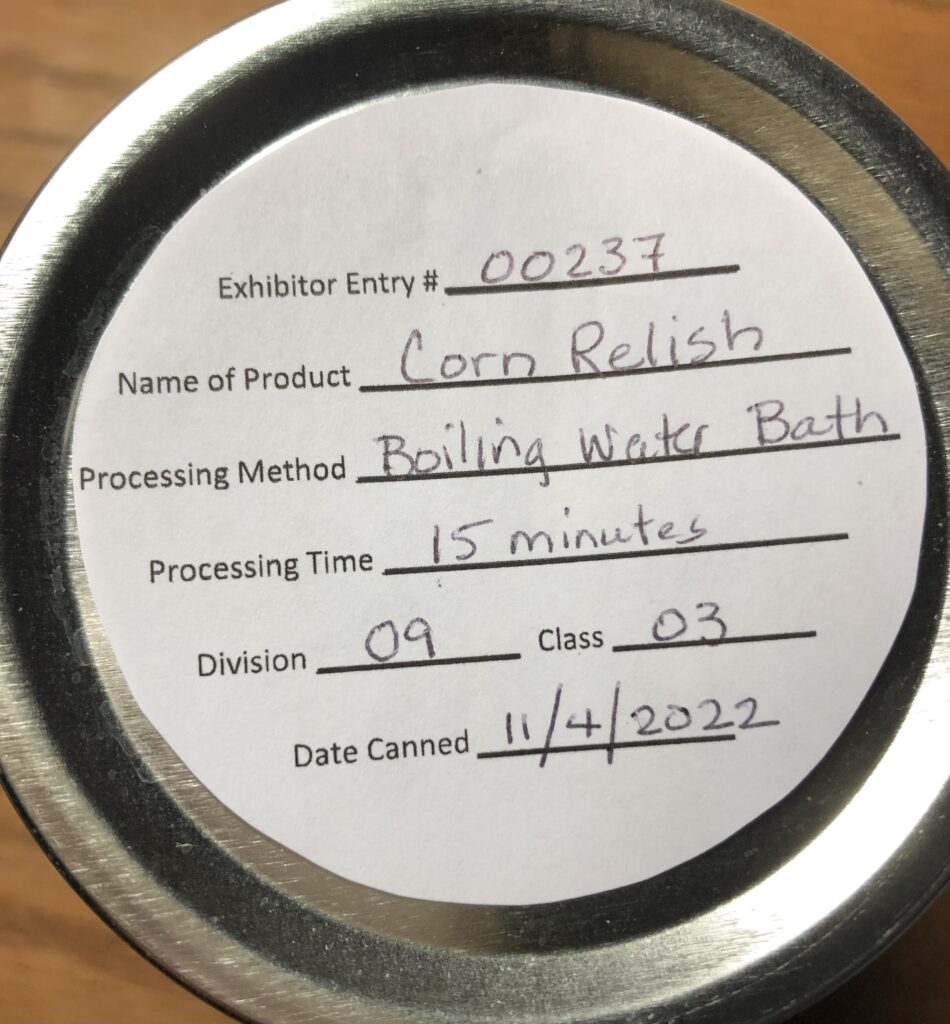 Exhibitor Entry # 00237
Name of Product Corn Relish
Processing Method Boiling Water Bath
Processing Time 15 minutes
Division 09 Class 03
Date Canned 11/4/2022